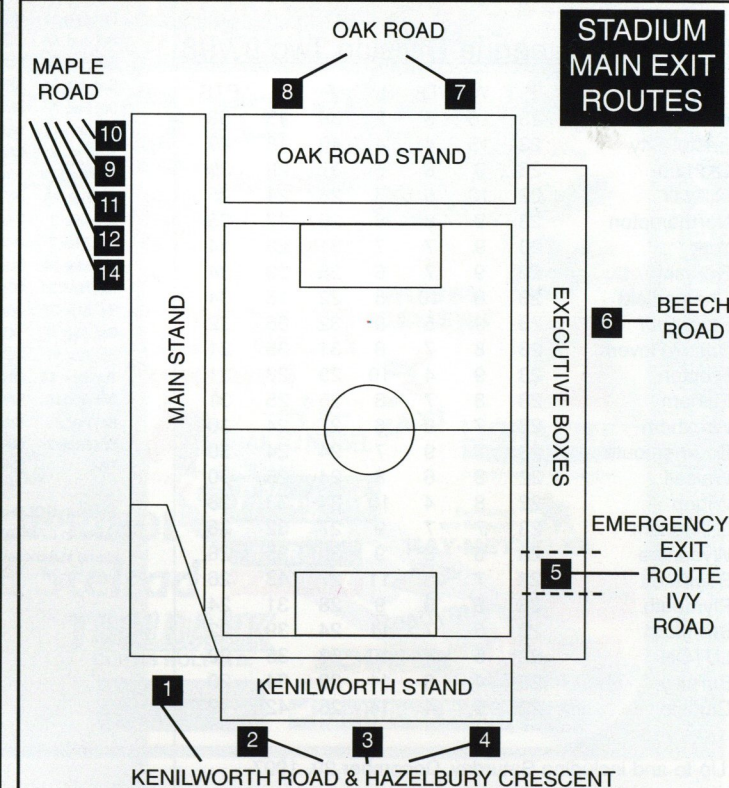 STADIUM
MAIN EXIT
ROUTES
OAK ROAD
MAPLE
ROAD
8
7
10
9
11
12
14
OAK ROAD STAND
MAIN STAND
EXECUTIVE BOXES
6
BEECH
ROAD
EMERGENCY
EXIT
ROUTE
IVY
ROAD
5
1
KENILWORTH STAND
2
3
4
KENILWORTH ROAD & HAZELBURY CRESCENT